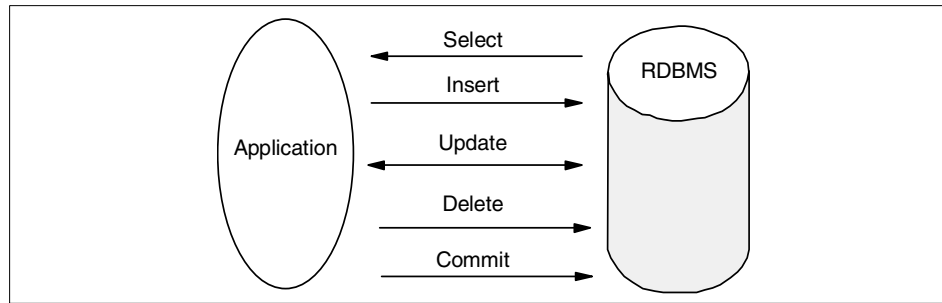 Select
RDBMS
Insert
Application
Update
Delete
Commit